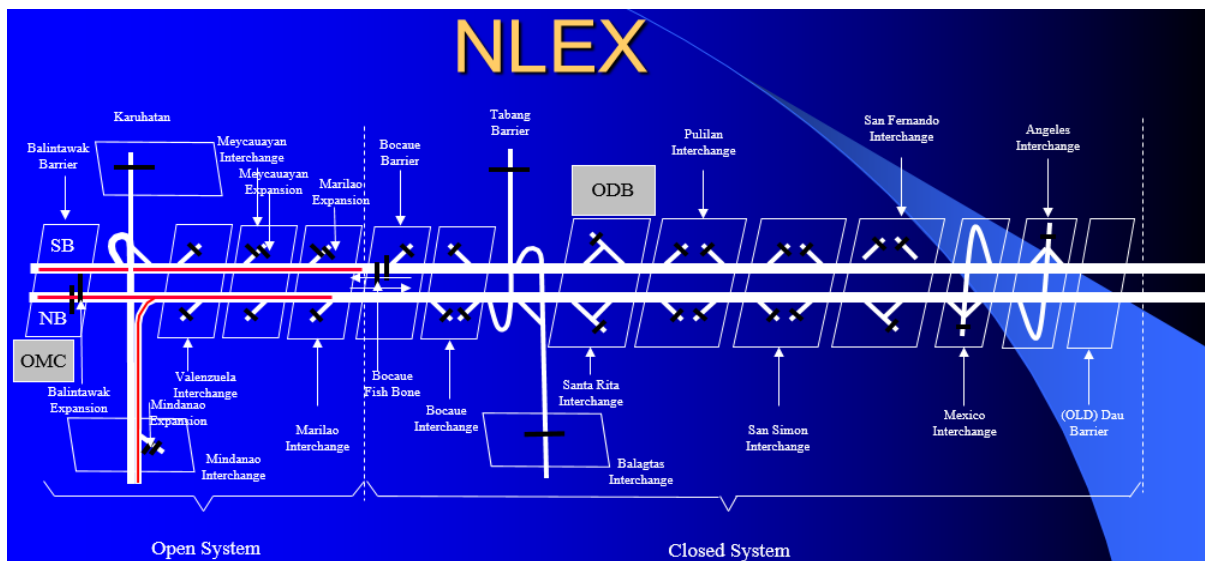 NLEX
Karuhatan
Balintawak
Barrier
Meycauayan
Interchange
Meycauayan
Expansion
Marilao
Expansion
Bocaue
Barrier
Tabang
Barrier
ODB
Pulilan
Interchange
San Fernando
Interchange
Angeles
Interchange
SB
NB
OMC
Balintawak
Expansion
Valenzuela
Interchange
Mindanao
Expansion
Mindanao
Interchange
Marilao
Interchange
Bocaue
Fish Bone
Bocaue
Interchange
Santa Rita
Interchange
Balagtas
Interchange
San Simon
Interchange
Mexico
Interchange
(OLD) Dau
Barrier
Open System
Closed System